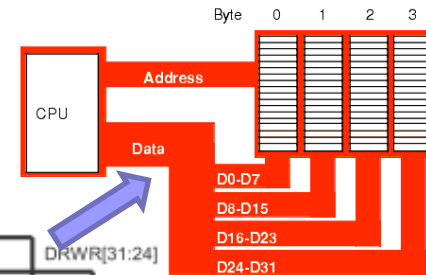 Byte 0 1 2 3
Address
CPU
Data
D0-D7
D8-D15
D16-D23
DRWR[31:24]
D24-D31